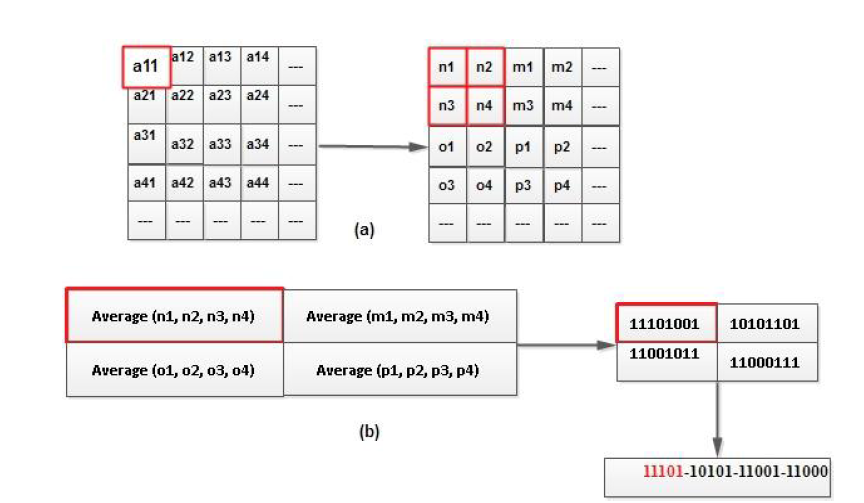 a11 a12 a13 a14 ---
a21 a22 a23 a24 ---
a31 a32 a33 a34 ---
a41 a42 a43 a44 ---
--- --- --- --- ---
n1 n2 m1 m2 ---
n3 n4 m3 m4 ---
o1 o2 p1 p2 ---
o3 o4 p3 p4 ---
--- --- --- --- ---
(a)
Average (n1, n2, n3, n4) Average (m1, m2, m3, m4)
Average (o1, o2, o3, o4) Average (p1, p2, p3, p4)
11101001 10101101
11001011 11000111
(b)
11101-10101-11001-11000